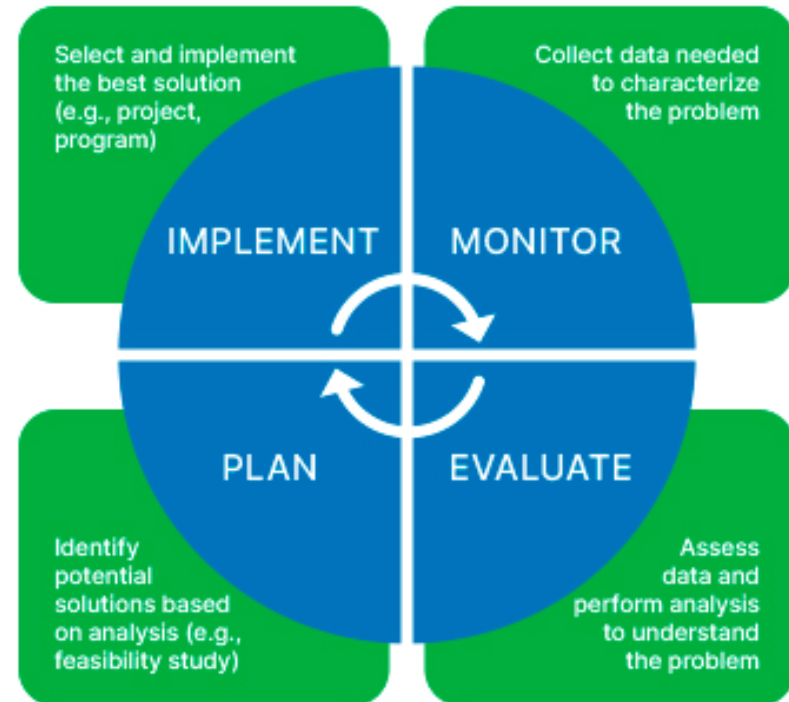 Select and implement
the best solution
(e.g., project,
program)
Collect data needed
to characterize
the problem
IMPLEMENT
MONITOR
PLAN
EVALUATE
Identify
potential
solutions based
on analysis (e.g.,
feasibility study)
Assess
data and
perform analysis
to understand
the problem